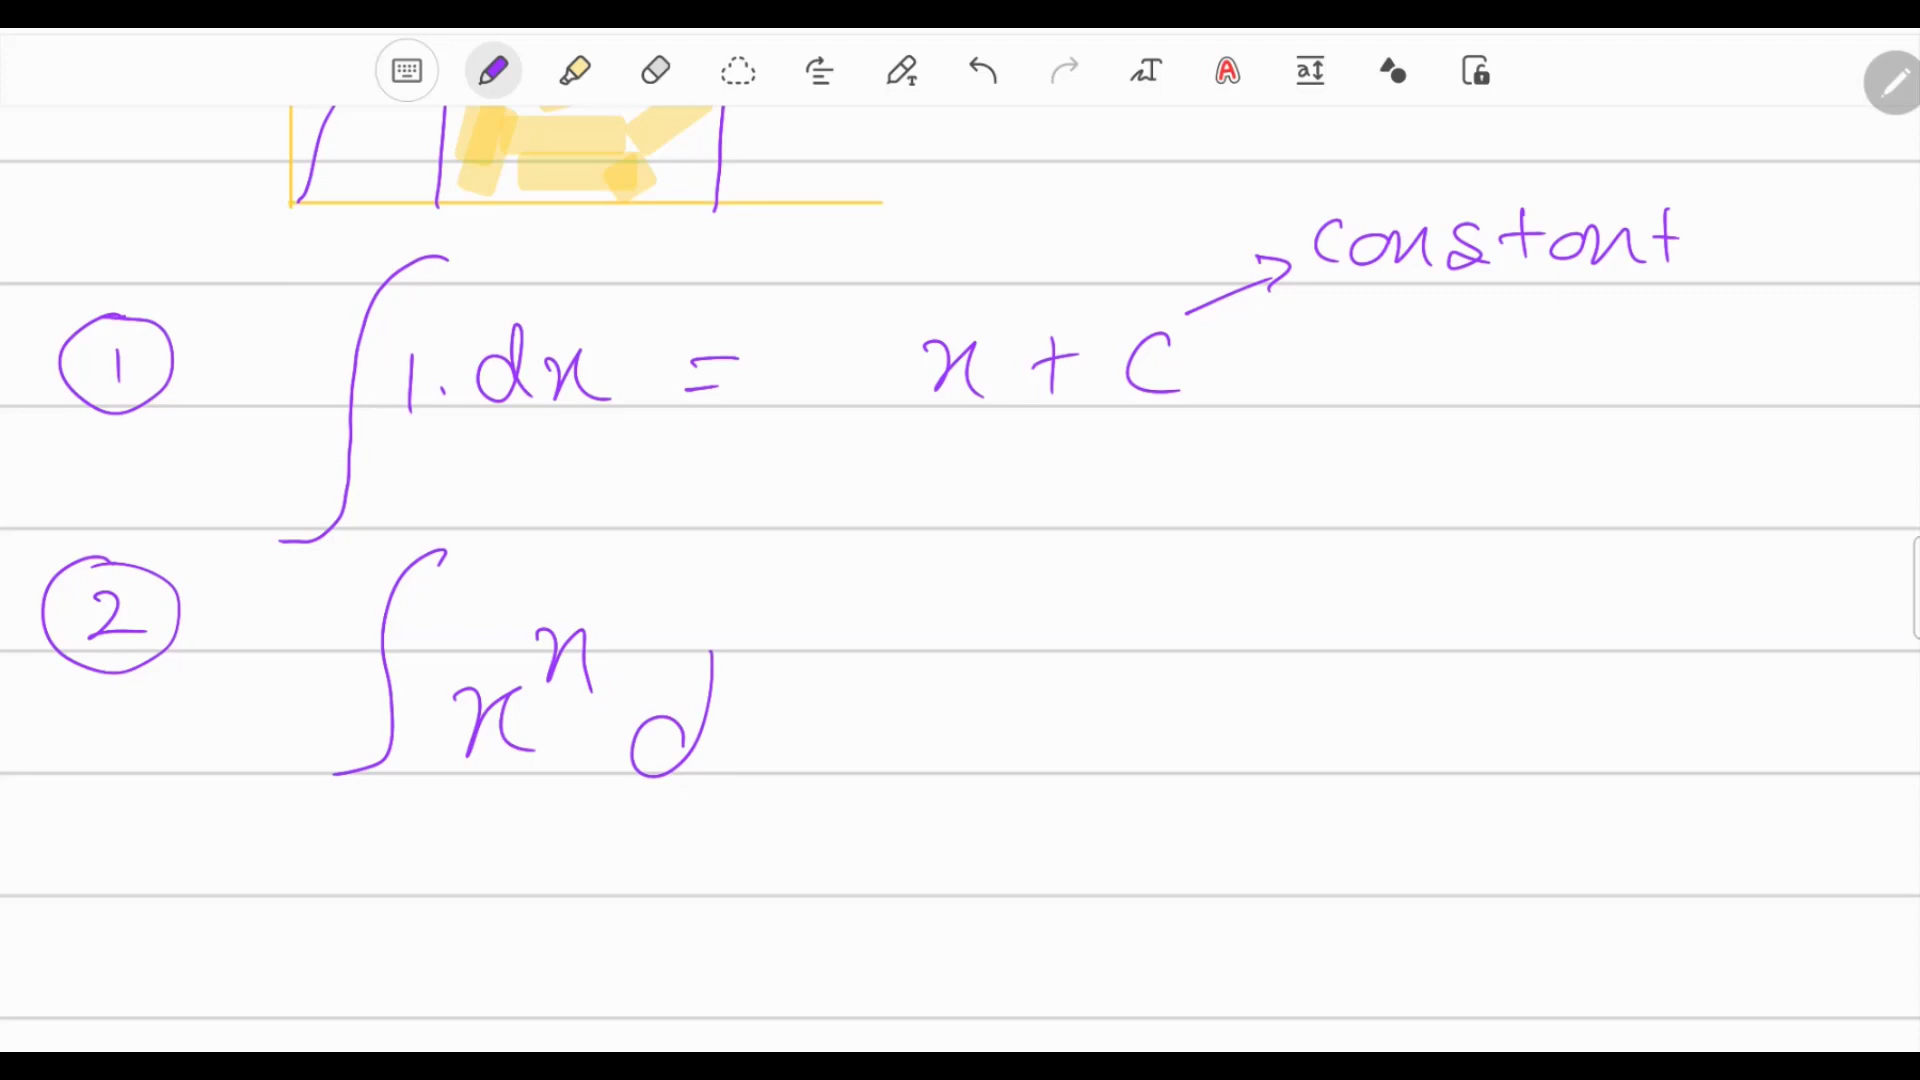 constant
① ∫ 1. dx = x + C
② ∫ xⁿ d